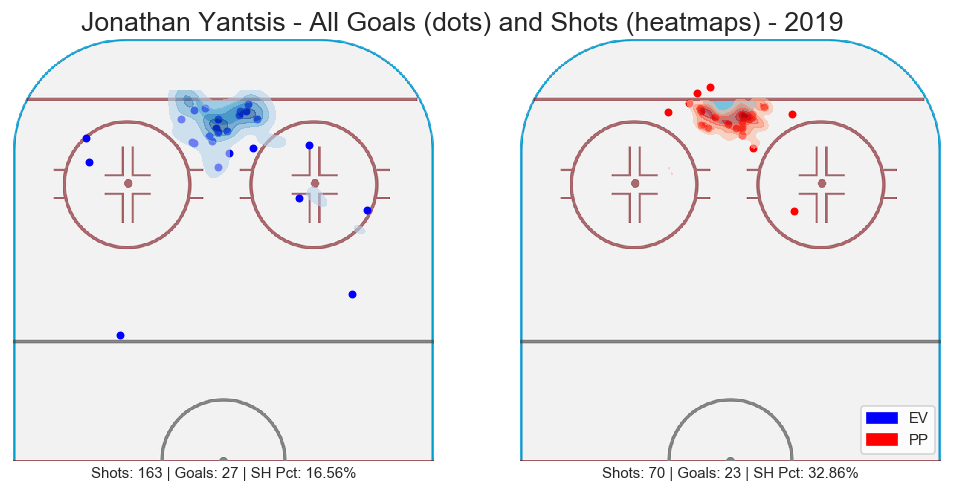 Jonathan Yantsis - All Goals (dots) and Shots (heatmaps) - 2019
EV
PP
Shots: 163 | Goals: 27 | SH Pct: 16.56%
Shots: 70 | Goals: 23 | SH Pct: 32.86%